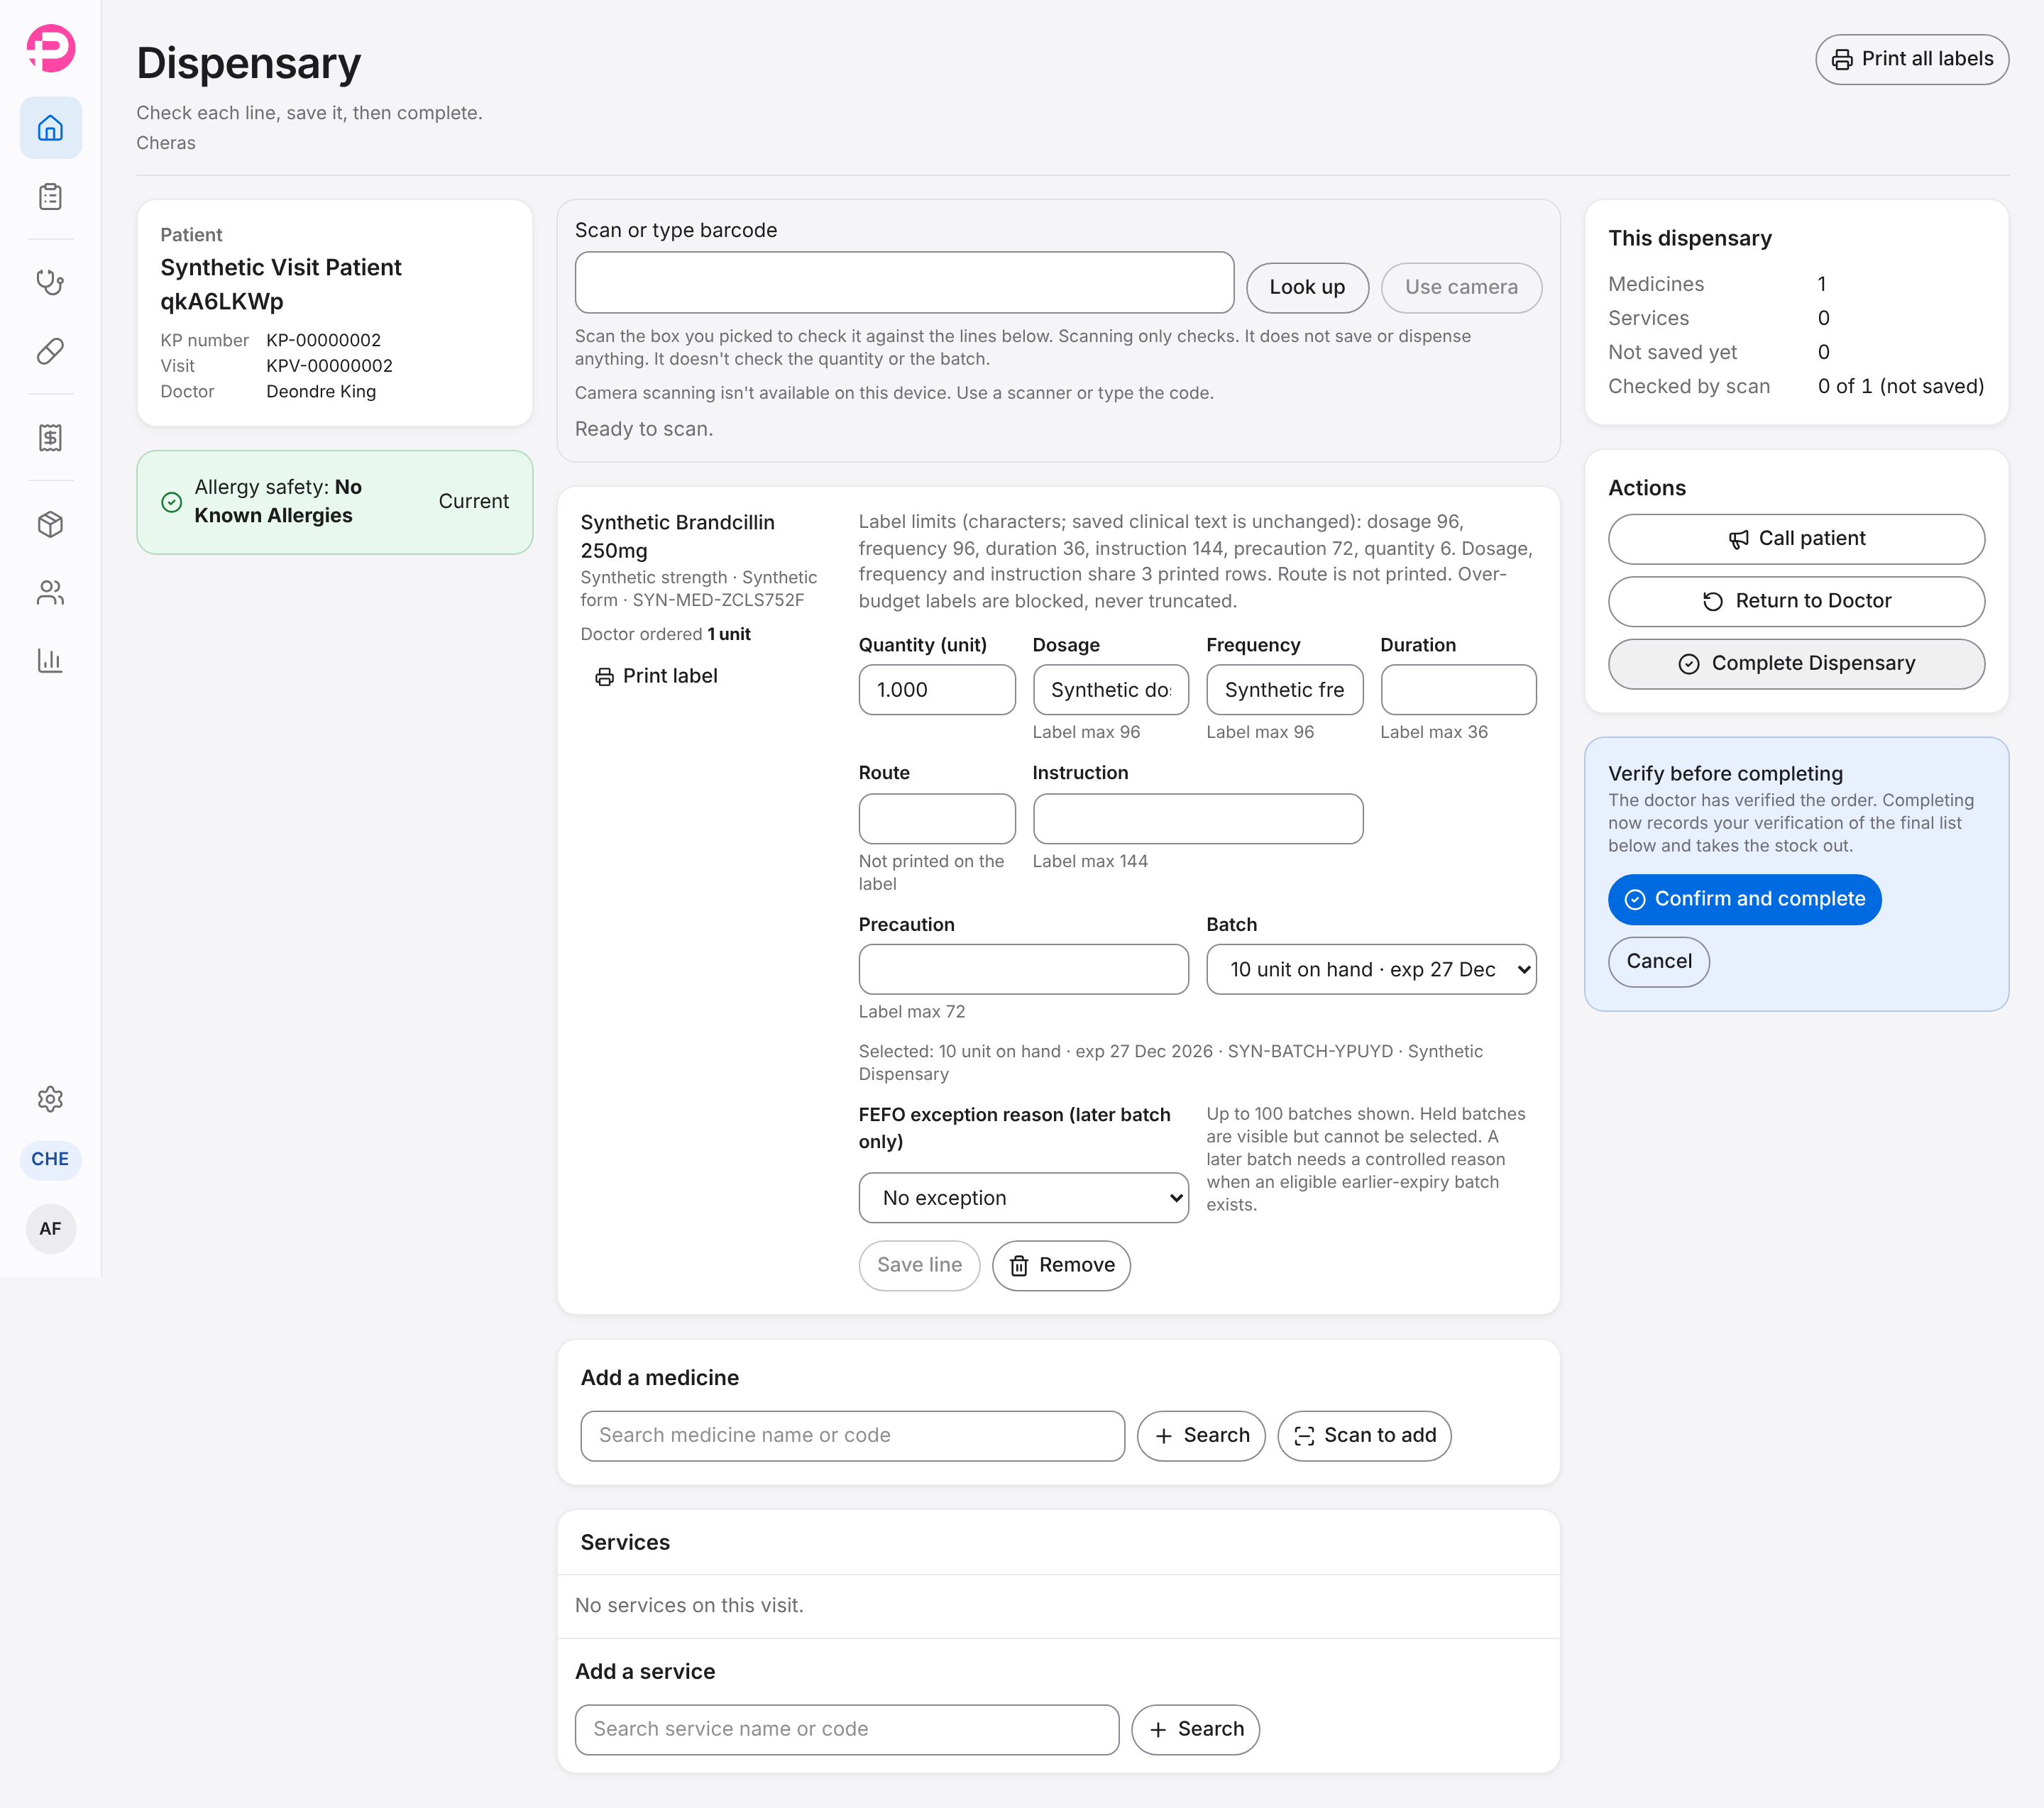 Dispensary
Check each line, save it, then complete.
Cheras
Print all labels
Patient
Synthetic Visit Patient
qkA6LKWp
KP number KP-00000002
Visit KPV-00000002
Doctor Deondre King
Allergy safety: No
Known Allergies
Current
Scan or type barcode
Look up
Use camera
Scan the box you picked to check it against the lines below. Scanning only checks. It does not save or dispense
anything. It doesn't check the quantity or the batch.
Camera scanning isn't available on this device. Use a scanner or type the code.
Ready to scan.
Synthetic Brandcillin
250mg
Synthetic strength · Synthetic
form · SYN-MED-ZCLS752F
Doctor ordered 1 unit
Print label
Label limits (characters; saved clinical text is unchanged): dosage 96,
frequency 96, duration 36, instruction 144, precaution 72, quantity 6. Dosage,
frequency and instruction share 3 printed rows. Route is not printed. Over-
budget labels are blocked, never truncated.
Quantity (unit) Dosage Frequency Duration
1.000 Synthetic do Synthetic fre
Label max 96 Label max 96 Label max 36
Route Instruction
Not printed on the
label
Label max 144
Precaution Batch
10 unit on hand · exp 27 Dec
Label max 72
Selected: 10 unit on hand · exp 27 Dec 2026 · SYN-BATCH-YPUYD · Synthetic
Dispensary
FEFO exception reason (later batch
only)
No exception
Up to 100 batches shown. Held batches
are visible but cannot be selected. A
later batch needs a controlled reason
when an eligible earlier-expiry batch
exists.
Save line
Remove
Add a medicine
Search medicine name or code
Search
Scan to add
Services
No services on this visit.
Add a service
Search service name or code
Search
This dispensary
Medicines 1
Services 0
Not saved yet 0
Checked by scan 0 of 1 (not saved)
Actions
Call patient
Return to Doctor
Complete Dispensary
Verify before completing
The doctor has verified the order. Completing
now records your verification of the final list
below and takes the stock out.
Confirm and complete
Cancel
CHE
AF